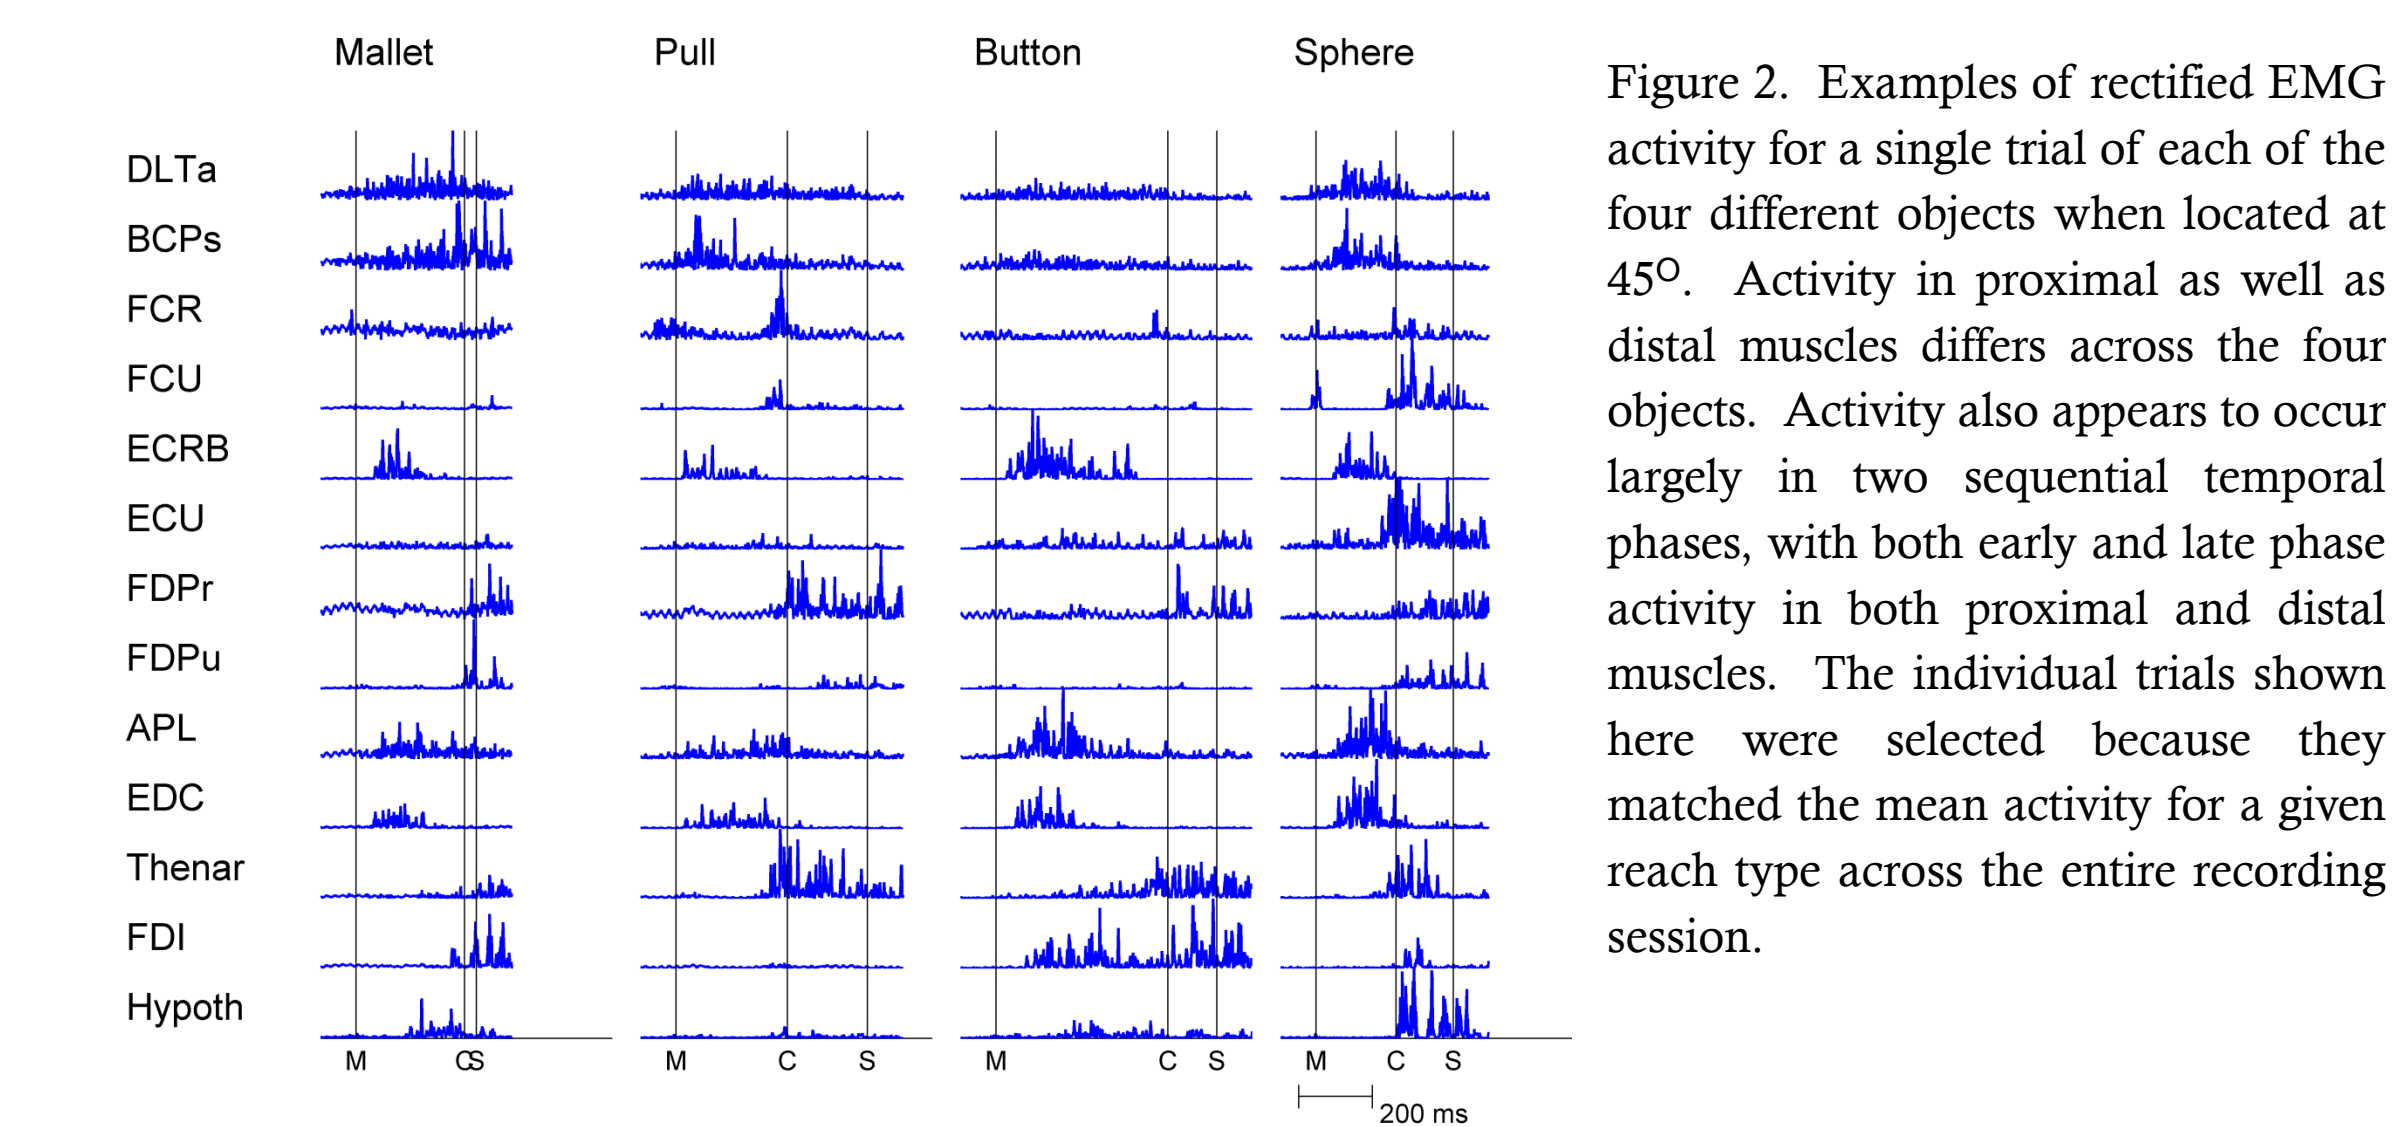 Mallet Pull Button Sphere
DLTa
BCPs
FCR
FCU
ECRB
ECU
FDPr
FDPu
APL
EDC
Thenar
FDI
Hypoth
M C S M C S M C S M C S
200 ms
Figure 2. Examples of rectified EMG
activity for a single trial of each of the
four different objects when located at
45O. Activity in proximal as well as
distal muscles differs across the four
objects. Activity also appears to occur
largely in two sequential temporal
phases, with both early and late phase
activity in both proximal and distal
muscles. The individual trials shown
here were selected because they
matched the mean activity for a given
reach type across the entire recording
session.